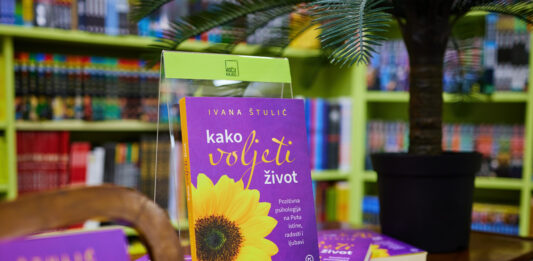 IVANA ŠTULIĆ
kako
voljeti
život
Pozitivna
psihologija
na Putu
istine,
radosti i
ljubavi